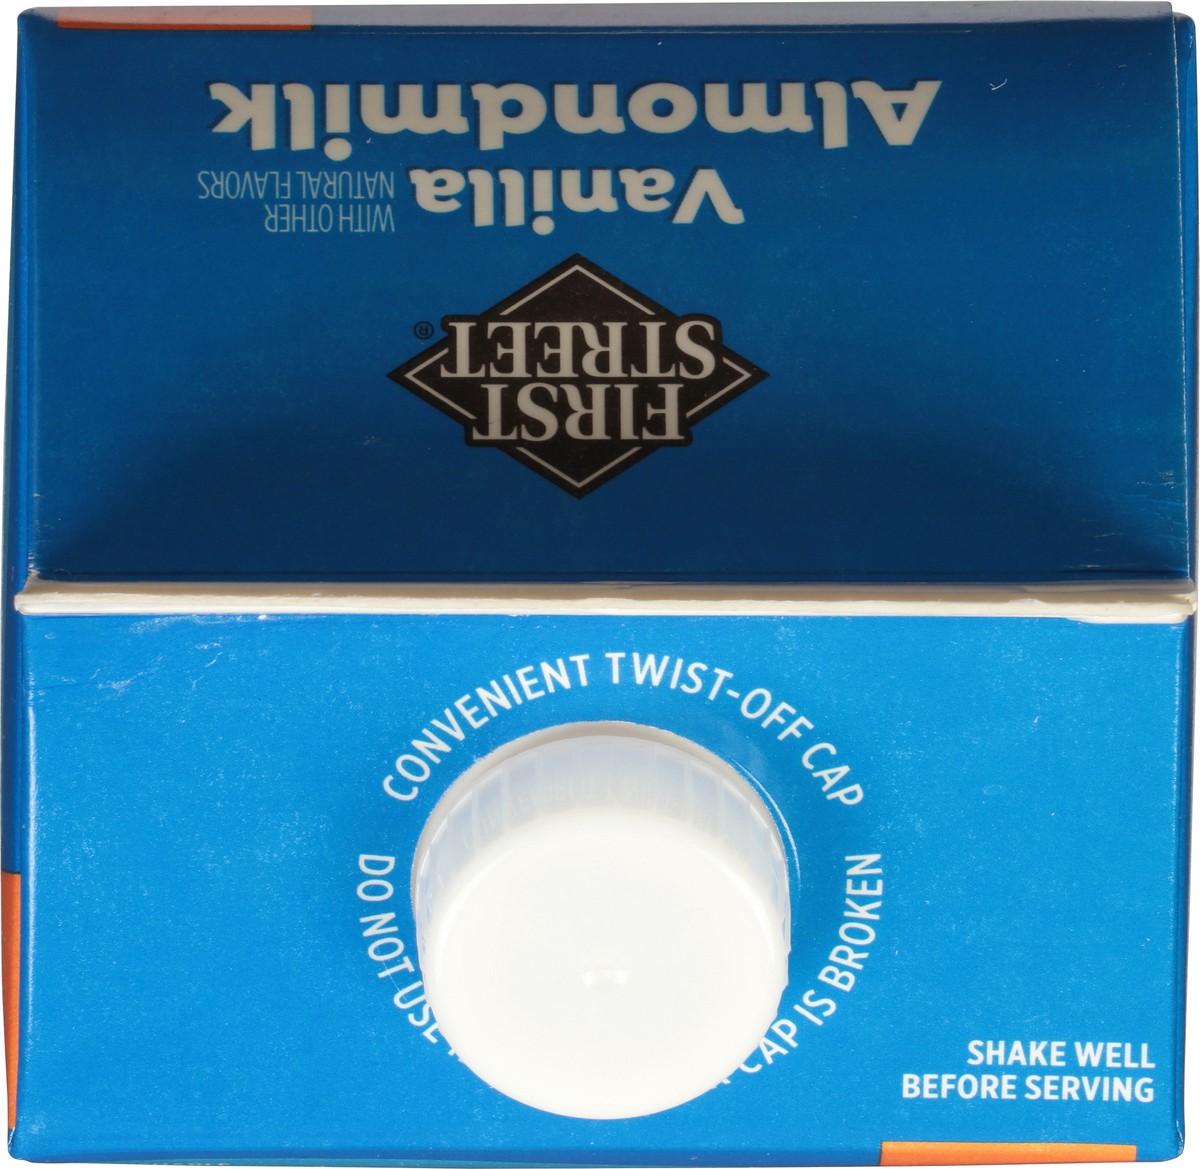 FIRST
STREET®
Vanilla
WITH OTHER
NATURAL FLAVORS
Almondmilk
CONVENIENT TWIST-OFF CAP
DO NOT USE
CAP IS BROKEN
SHAKE WELL
BEFORE SERVING